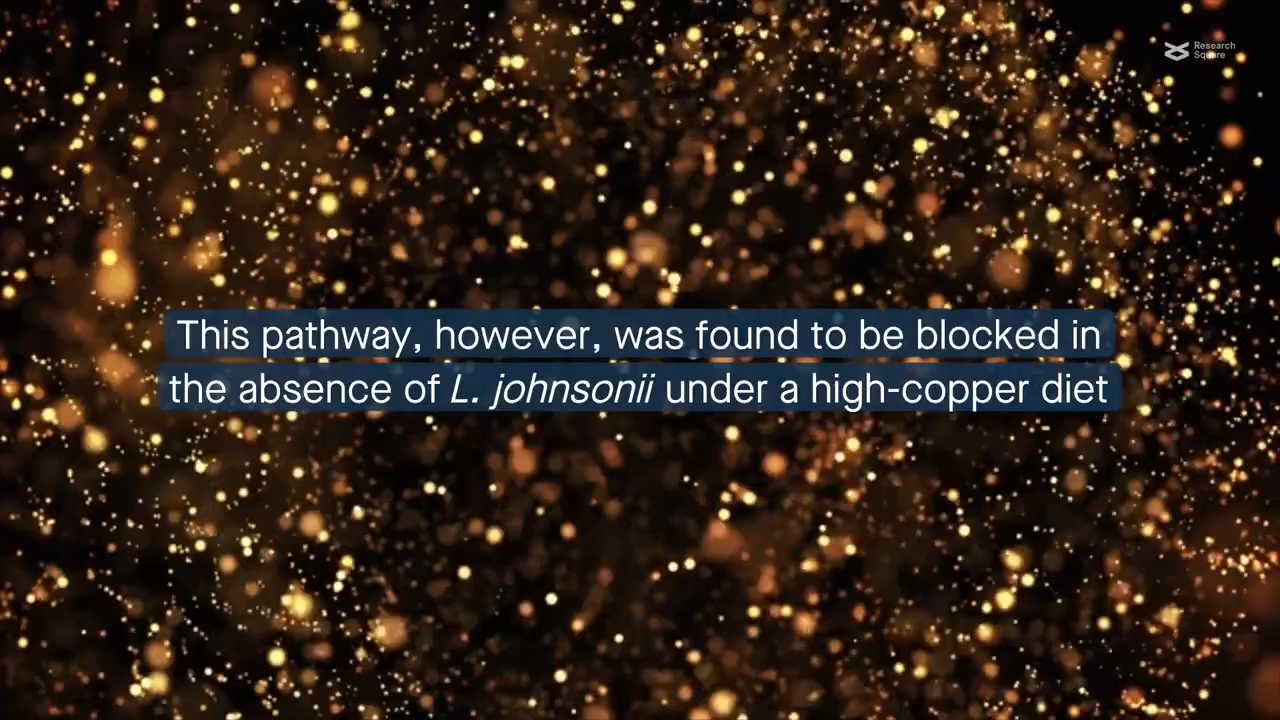 Research
Square
This pathway, however, was found to be blocked in
the absence of L. johnsonii under a high-copper diet